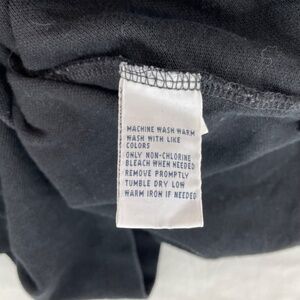 MACHINE WASH WARM
WASH WITH LIKE
COLORS
ONLY NON-CHLORINE
BLEACH WHEN NEEDED
REMOVE PROMPTLY
TUMBLE DRY LOW
WARM IRON IF NEEDED